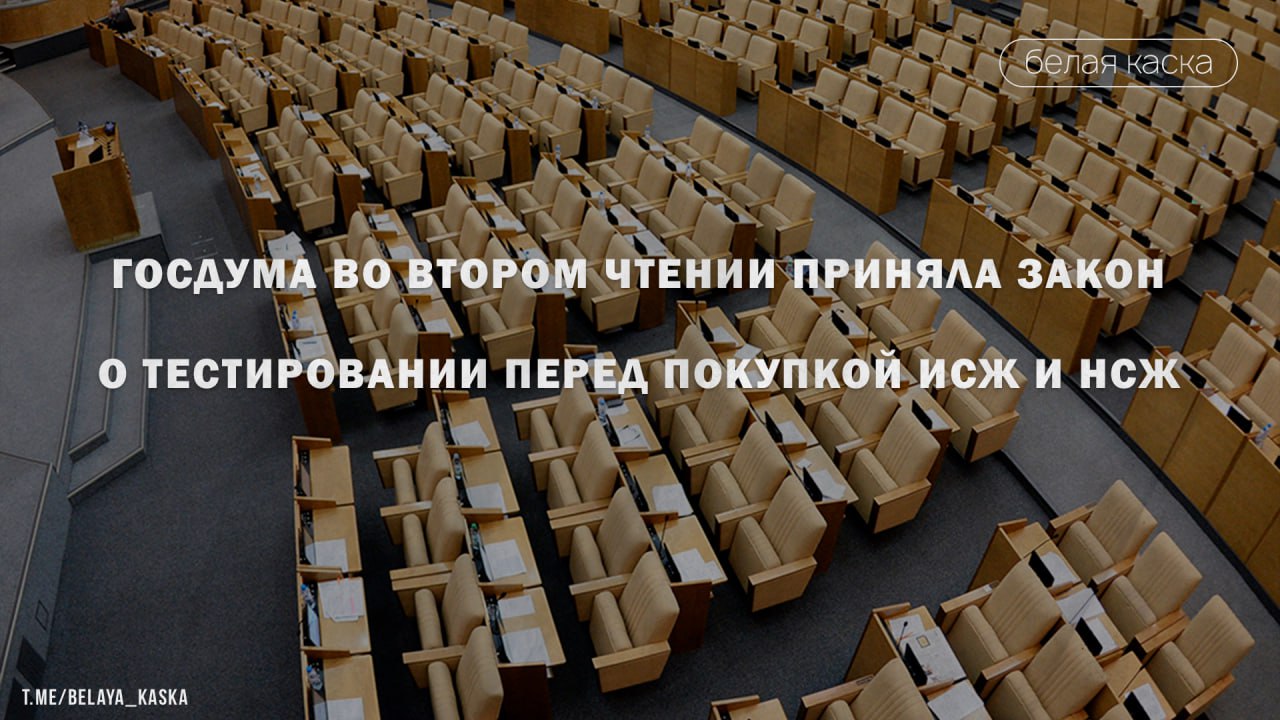 белая каска
ГОСДУМА ВО ВТОРОМ ЧТЕНИИ ПРИНЯЛА ЗАКОН
О ТЕСТИРОВАНИИ ПЕРЕД ПОКУПКОЙ ИСЖ И НСЖ
T.ME/BELAYA_KASKA